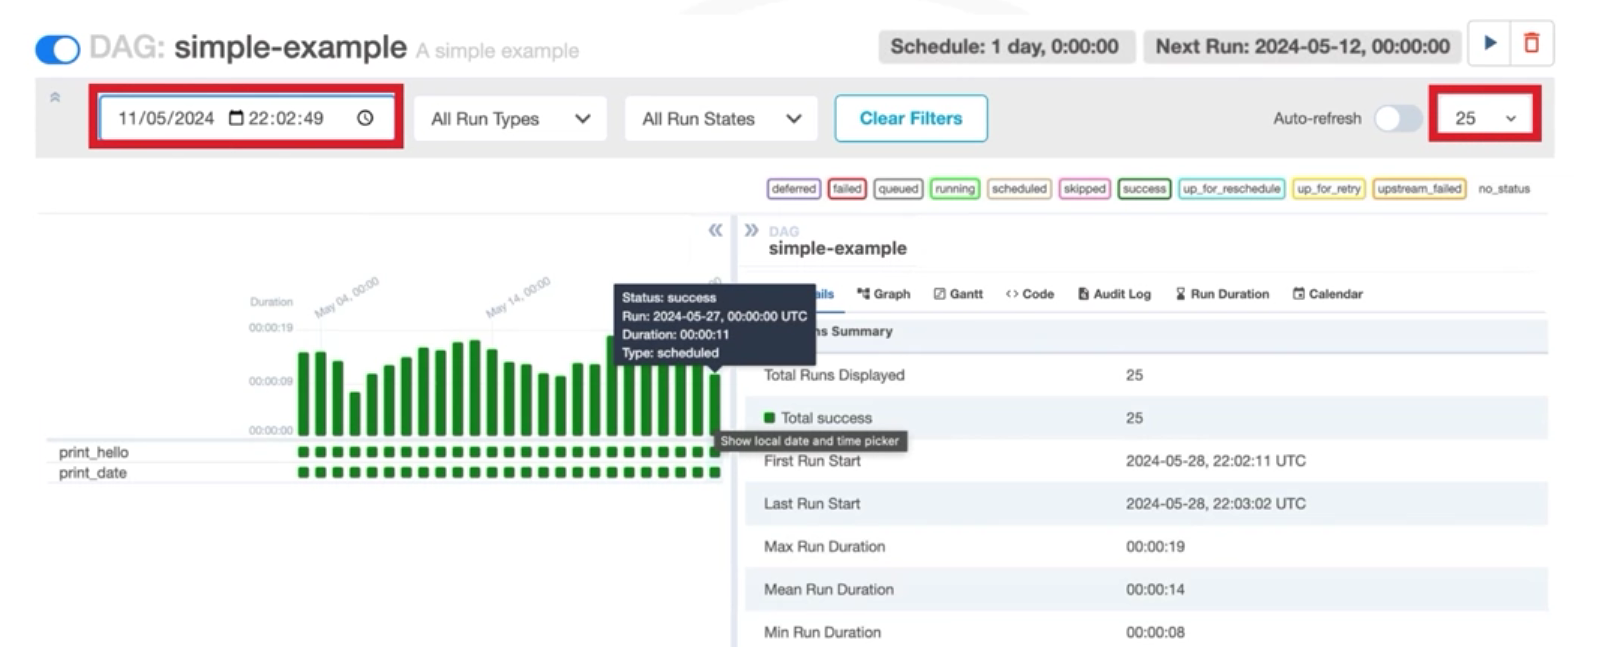 DAG: simple-example A simple example
Schedule: 1 day, 0:00:00
Next Run: 2024-05-12, 00:00:00
11/05/2024 22:02:49
All Run Types
All Run States
Clear Filters
Auto-refresh
25
deferred failed queued running scheduled skipped success up_for_reschedule up_for_retry upstream_failed no_status
DAG
simple-example
Graph Gantt <> Code Audit Log Run Duration Calendar
Duration
May 04, 00:00
May 14, 00:00
00:00:19
00:00:09
00:00:00
Status: success
Run: 2024-05-27, 00:00:00 UTC
Duration: 00:00:11
Type: scheduled
print_hello
print_date
Show local date and time picker
Summary
Total Runs Displayed 25
Total success 25
First Run Start 2024-05-28, 22:02:11 UTC
Last Run Start 2024-05-28, 22:03:02 UTC
Max Run Duration 00:00:19
Mean Run Duration 00:00:14
Min Run Duration 00:00:08